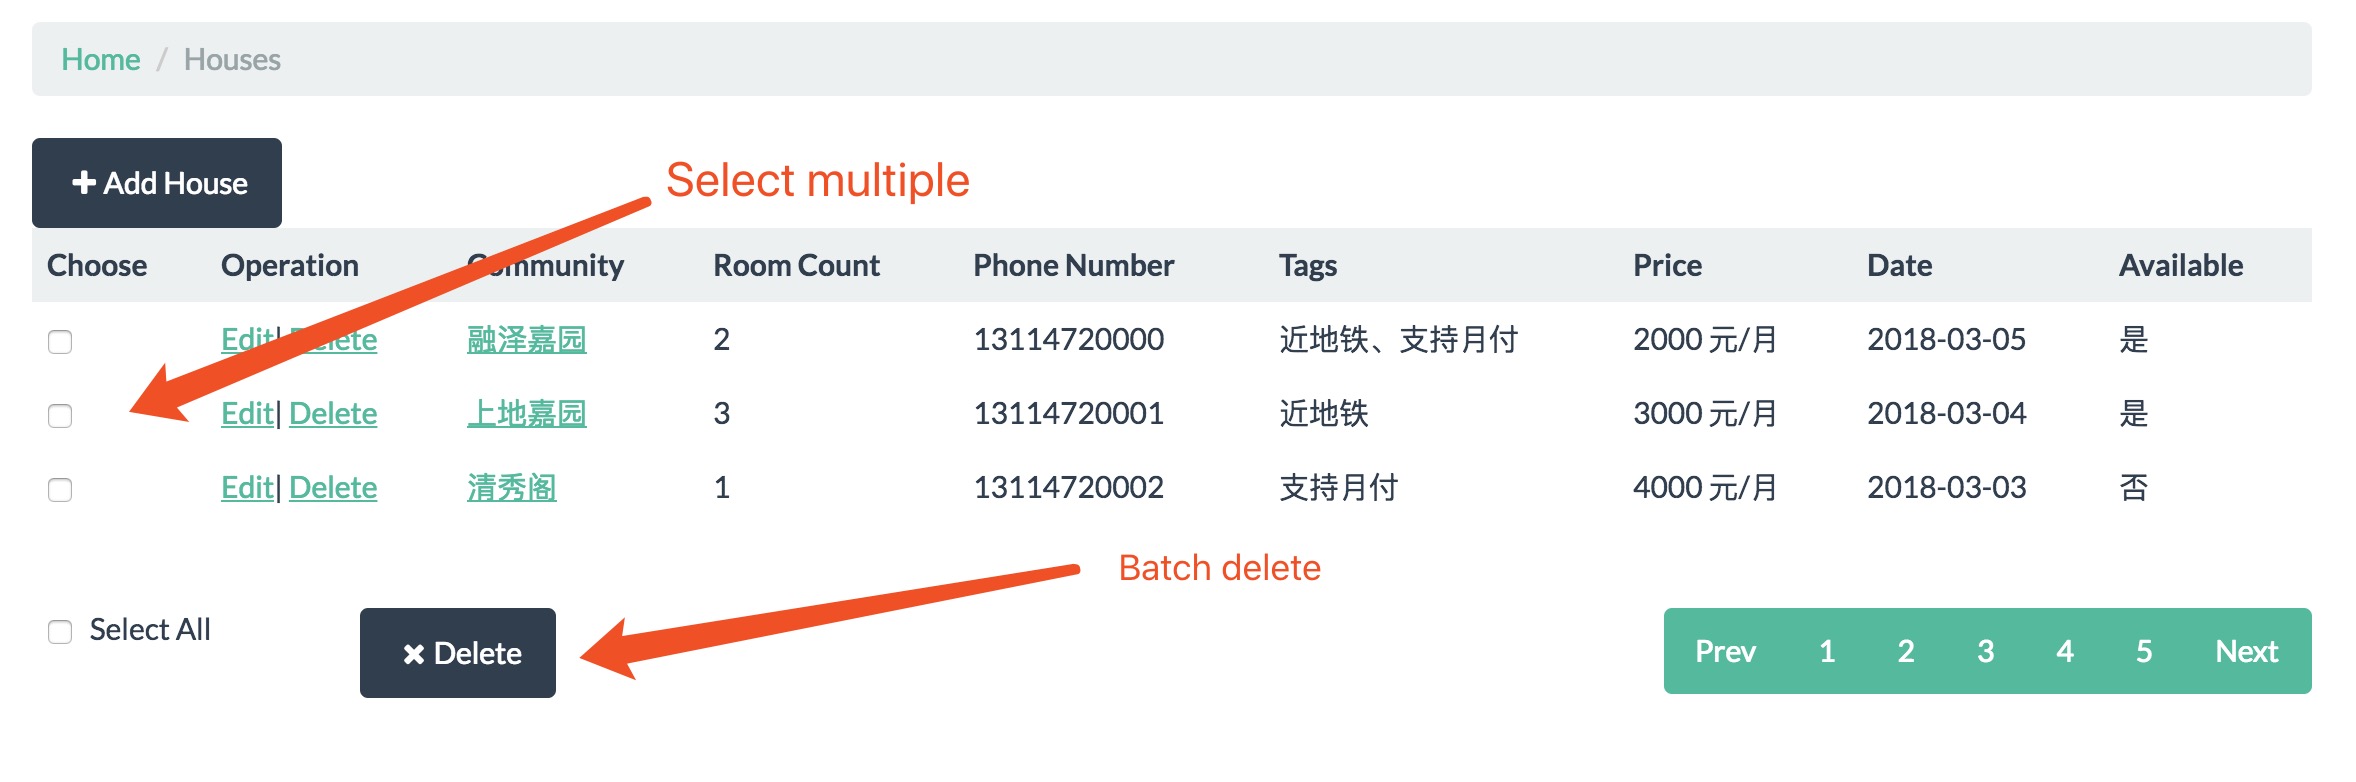 Home / Houses
Add House
Select multiple
Choose Operation Community Room Count Phone Number Tags Price Date Available
Edit| Delete 融泽嘉园 2 13114720000 近地铁、支持月付 2000 元/月 2018-03-05 是
Edit| Delete 上地嘉园 3 13114720001 近地铁 3000 元/月 2018-03-04 是
Edit| Delete 清秀阁 1 13114720002 支持月付 4000 元/月 2018-03-03 否
Batch delete
Select All
Delete
Prev 1 2 3 4 5 Next